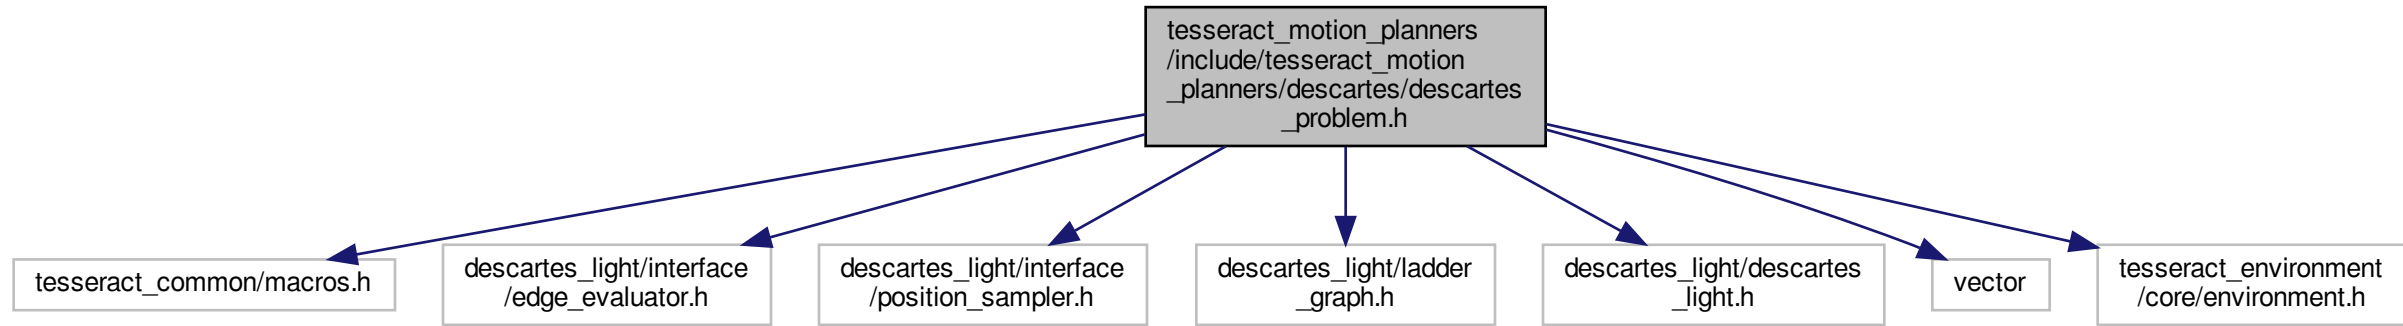 tesseract_motion_planners
/include/tesseract_motion
_planners/descartes/descartes
_problem.h
tesseract_common/macros.h
descartes_light/interface
/edge_evaluator.h
descartes_light/interface
/position_sampler.h
descartes_light/ladder
_graph.h
descartes_light/descartes
_light.h
vector
tesseract_environment
/core/environment.h